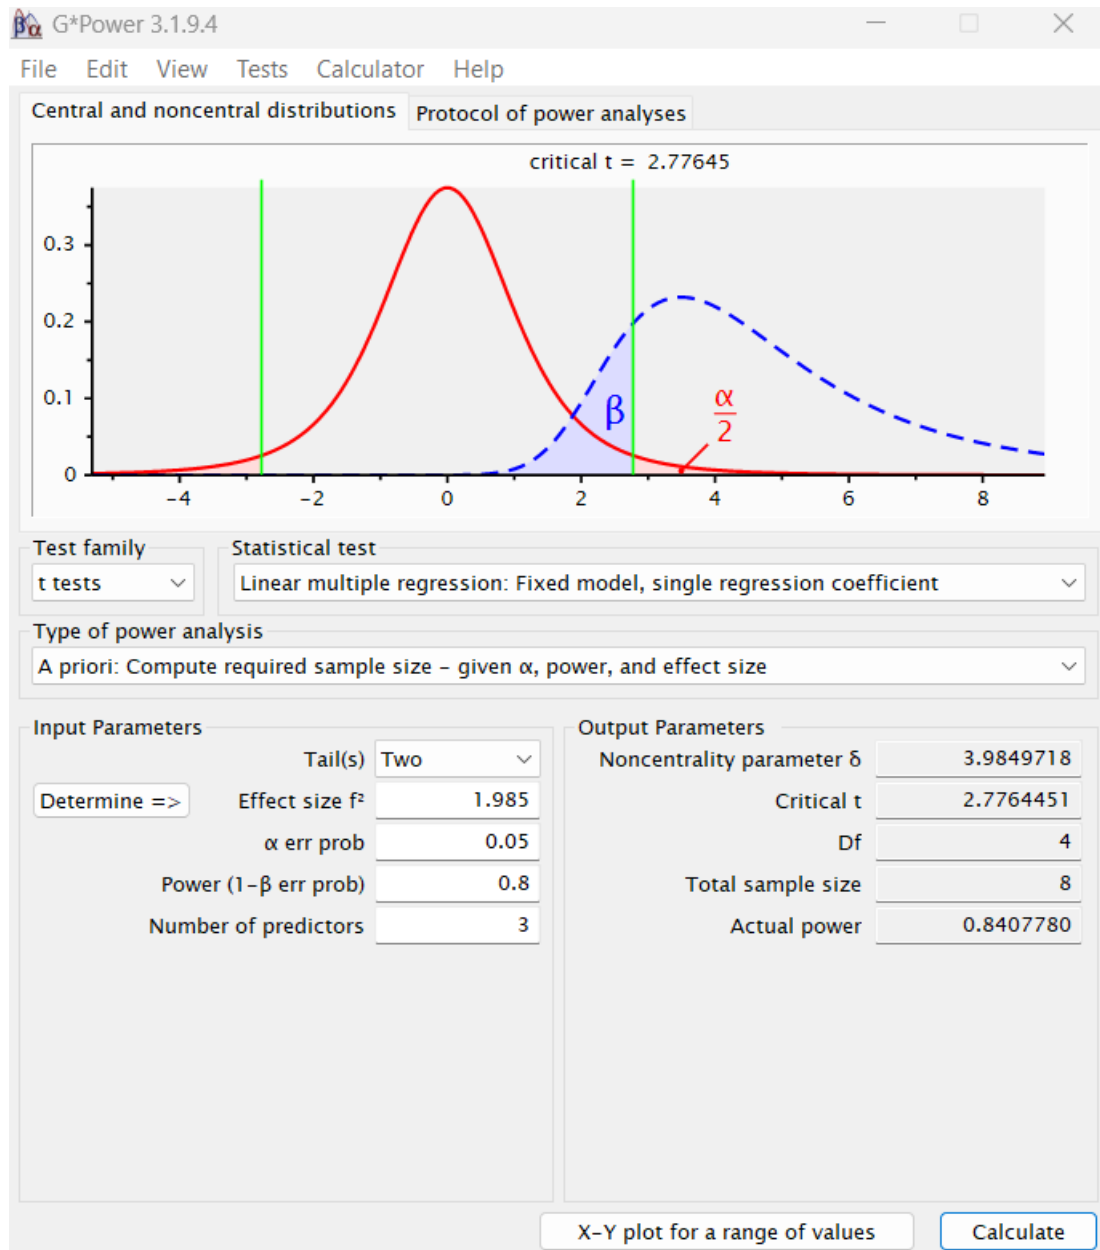 G*Power 3.1.9.4
File Edit View Tests Calculator Help
Central and noncentral distributions Protocol of power analyses
critical t = 2.77645
0.3
0.2
0.1
0
β
α
2
-4 -2 0 2 4 6 8
Test family Statistical test
t tests Linear multiple regression: Fixed model, single regression coefficient
Type of power analysis
A priori: Compute required sample size - given α, power, and effect size
Input Parameters Output Parameters
Tail(s) Two Noncentrality parameter δ 3.9849718
Determine => Effect size f² 1.985 Critical t 2.7764451
α err prob 0.05 Df 4
Power (1-β err prob) 0.8 Total sample size 8
Number of predictors 3 Actual power 0.8407780
X-Y plot for a range of values Calculate